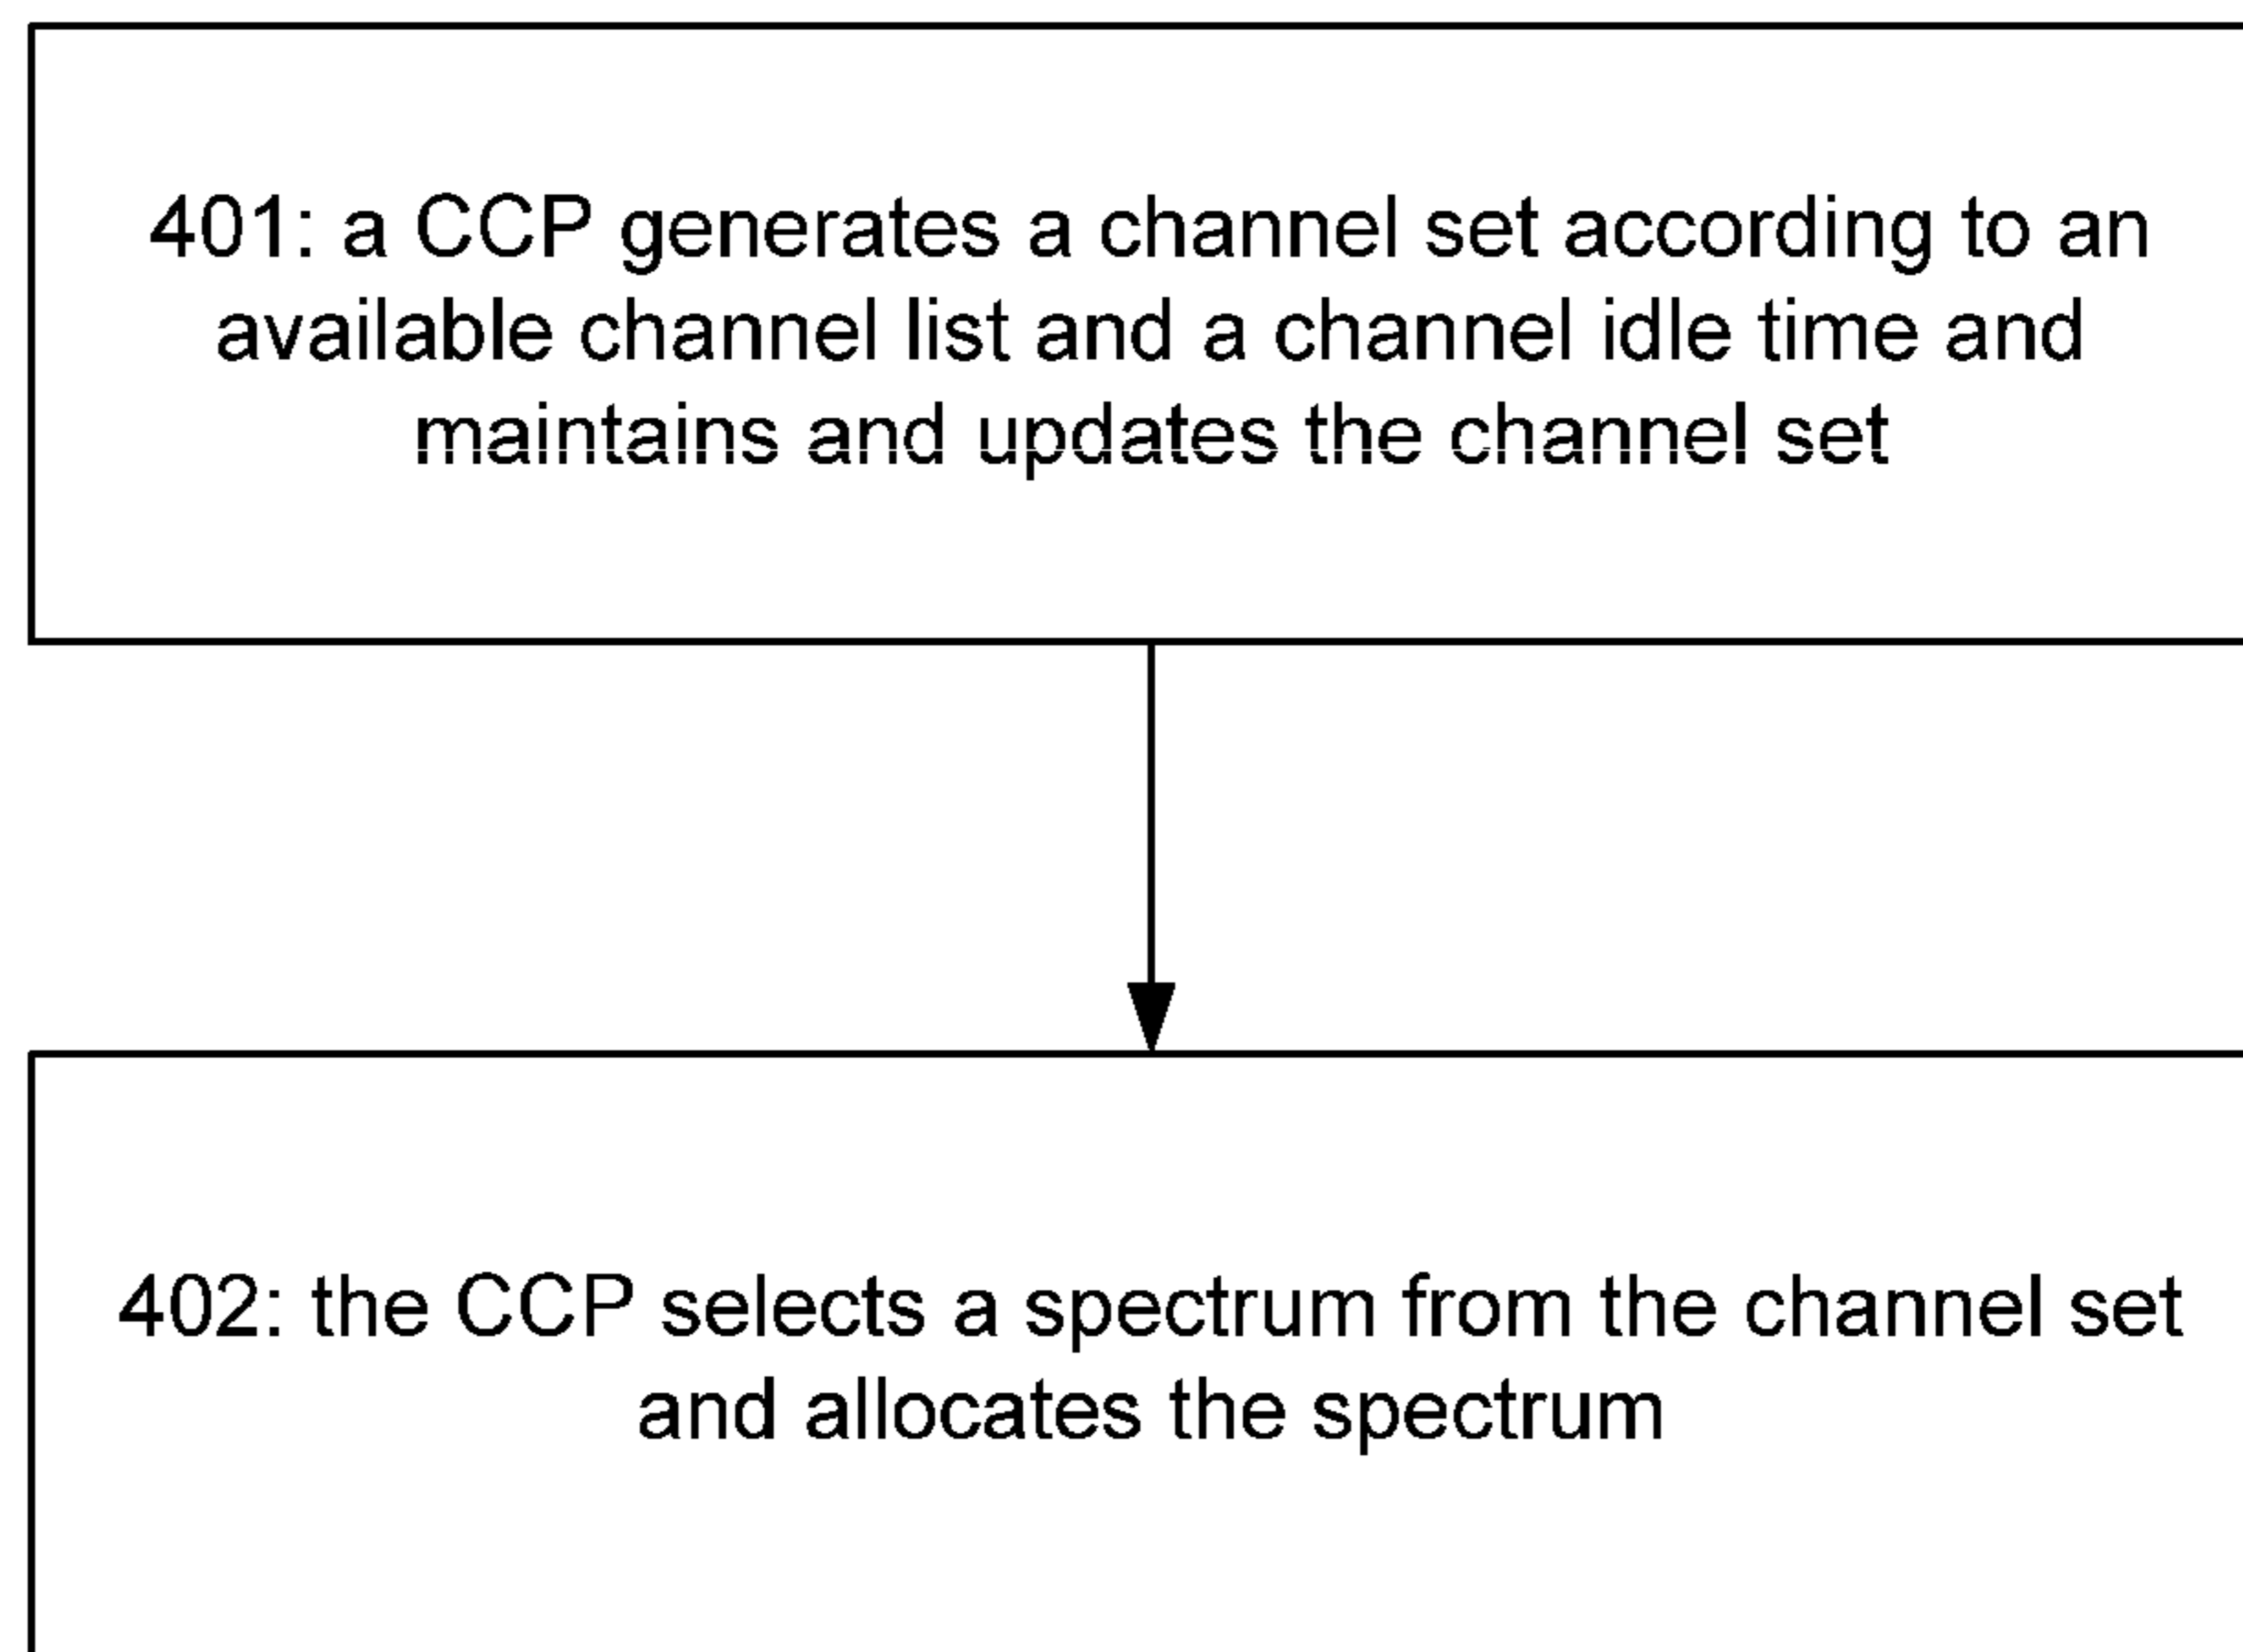 401: a CCP generates a channel set according to an
available channel list and a channel idle time and
maintains and updates the channel set
402: the CCP selects a spectrum from the channel set
and allocates the spectrum